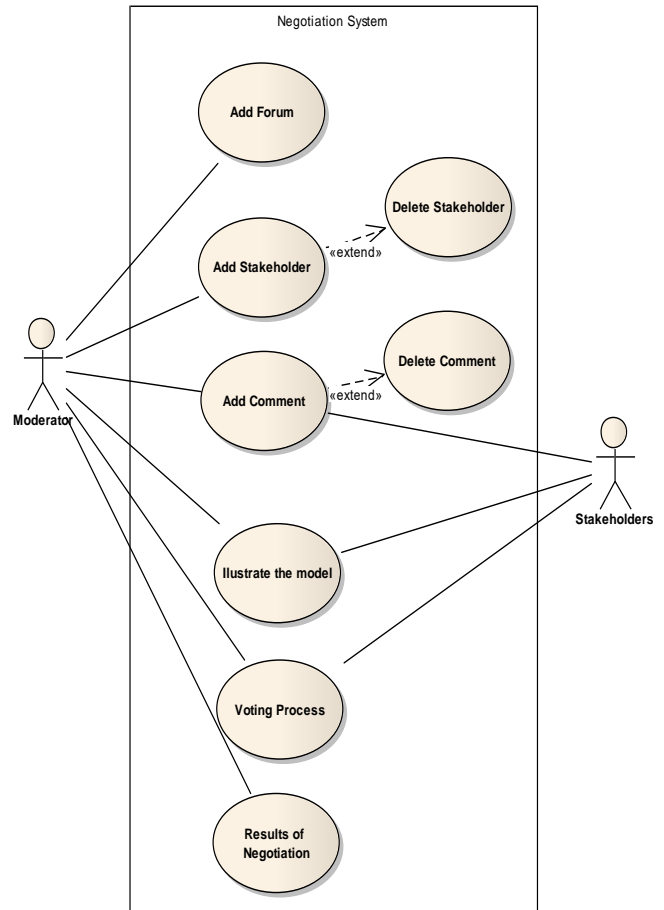 Negotiation System
Add Forum
Delete Stakeholder
Add Stakeholder
«extend»
Delete Comment
Add Comment
«extend»
Moderator
Stakeholders
Ilustrate the model
Voting Process
Results of
Negotiation